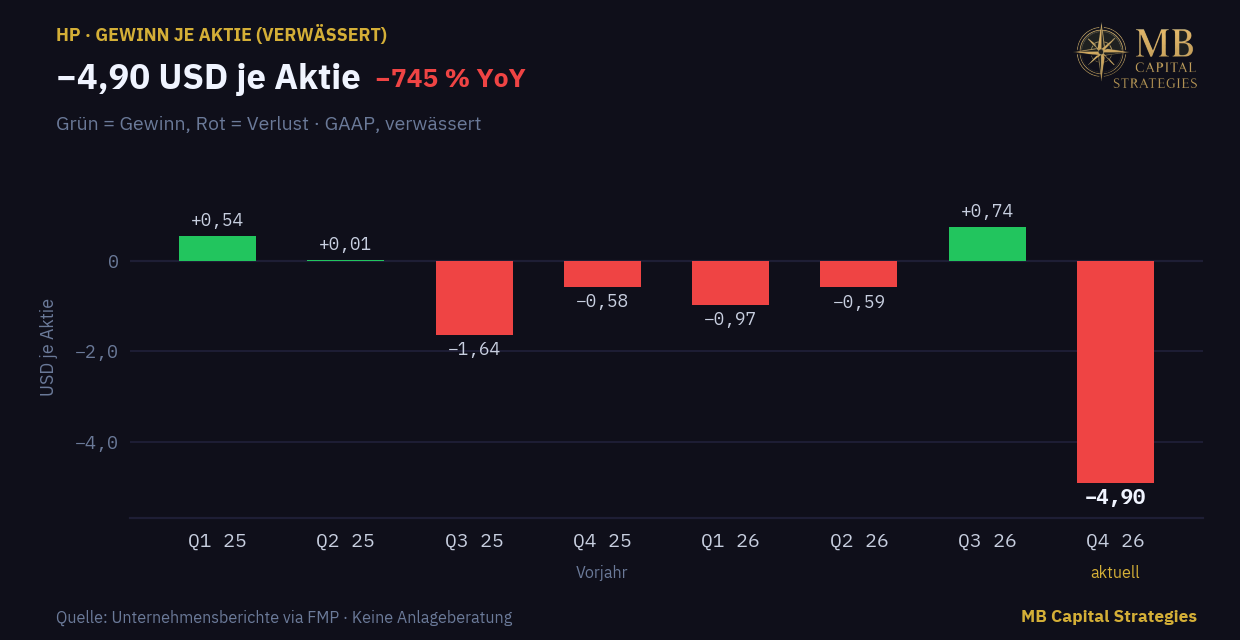 HP · GEWINN JE AKTIE (VERWÄSSERT)
−4,90 USD je Aktie −745 % YoY
Grün = Gewinn, Rot = Verlust · GAAP, verwässert
MB
CAPITAL
STRATEGIES
USD je Aktie
0
−2,0
−4,0
+0,54
+0,01
−1,64
−0,58
−0,97
−0,59
+0,74
−4,90
Q1 25 Q2 25 Q3 25 Q4 25 Q1 26 Q2 26 Q3 26 Q4 26
Vorjahr aktuell
Quelle: Unternehmensberichte via FMP · Keine Anlageberatung
MB Capital Strategies